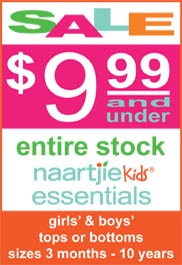 SALE
$9.99
and
under
entire stock
naartjie kids®
essentials
girls' & boys'
tops or bottoms
sizes 3 months - 10 years